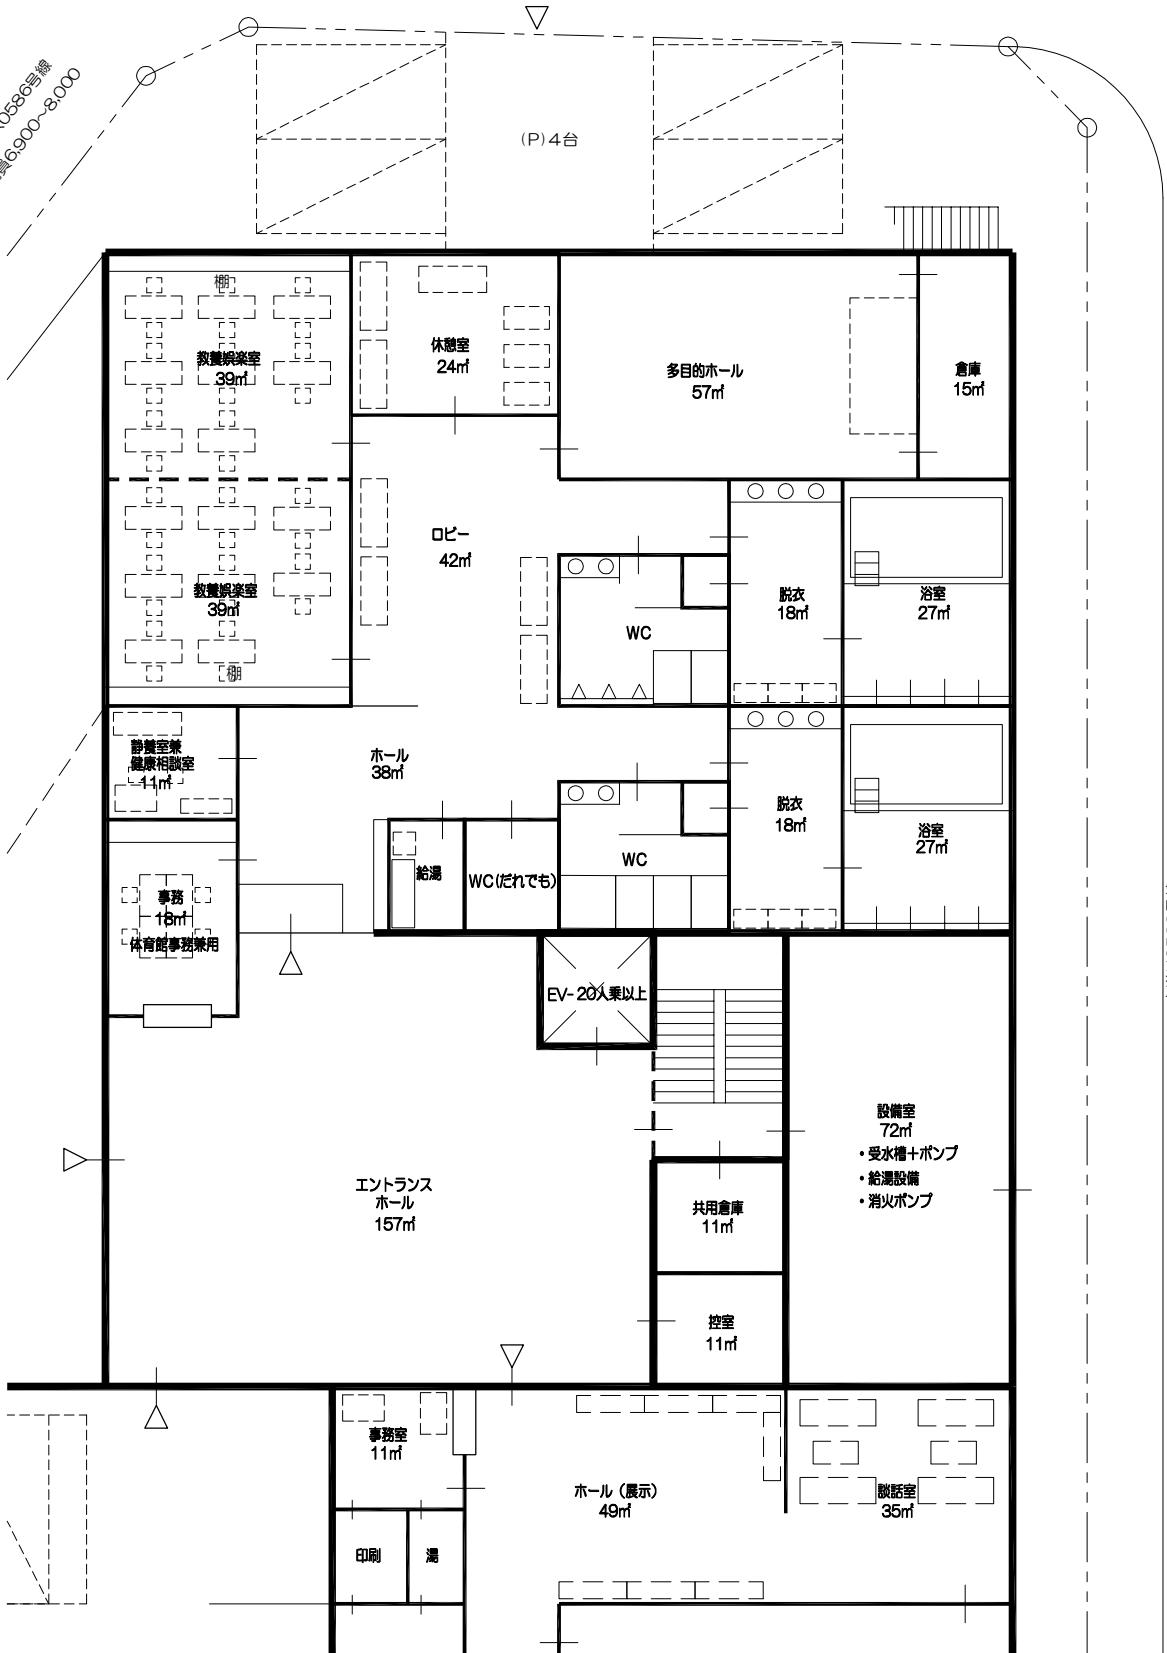 0586号線
員6,900～8,000
(P)4台
棚
教養娯楽室
39㎡
休憩室
24㎡
多目的ホール
57㎡
倉庫
15㎡
ロビー
42㎡
教養娯楽室
39㎡
棚
WC
脱衣
18㎡
浴室
27㎡
静養室兼
健康相談室
11㎡
ホール
38㎡
脱衣
18㎡
浴室
27㎡
給湯
WC(だれでも)
WC
事務
18㎡
体育館事務兼用
EV-20人乗以上
設備室
72㎡
・受水槽＋ポンプ
・給湯設備
・消火ポンプ
エントランス
ホール
157㎡
共用倉庫
11㎡
控室
11㎡
事務室
11㎡
ホール（展示）
49㎡
談話室
35㎡
印刷
湯